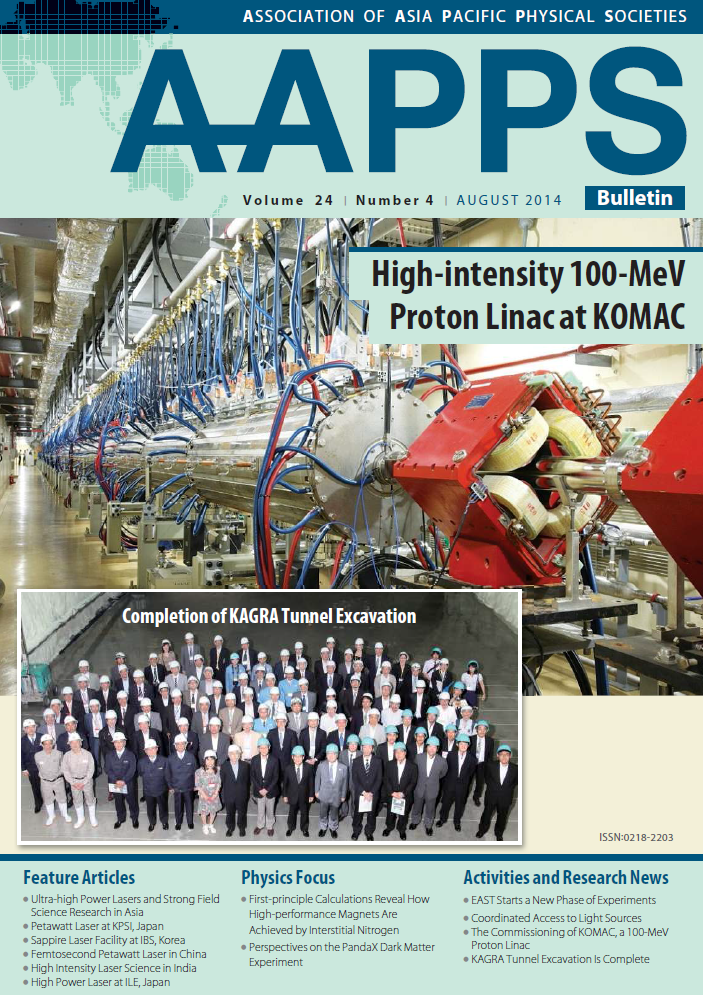 ASSOCIATION OF ASIA PACIFIC PHYSICAL SOCIETIES
AAPPS
Volume 24 | Number 4 | AUGUST 2014
Bulletin
High-intensity 100-MeV
Proton Linac at KOMAC
Completion of KAGRA Tunnel Excavation
ISSN:0218-2203
Feature Articles
Ultra-high Power Lasers and Strong Field
Science Research in Asia
Petawatt Laser at KPSI, Japan
Sappire Laser Facility at IBS, Korea
Femtosecond Petawatt Laser in China
High Intensity Laser Science in India
High Power Laser at ILE, Japan
Physics Focus
First-principle Calculations Reveal How
High-performance Magnets Are
Achieved by Interstitial Nitrogen
Perspectives on the PandaX Dark Matter
Experiment
Activities and Research News
EAST Starts a New Phase of Experiments
Coordinated Access to Light Sources
The Commissioning of KOMAC, a 100-MeV
Proton Linac
KAGRA Tunnel Excavation Is Complete